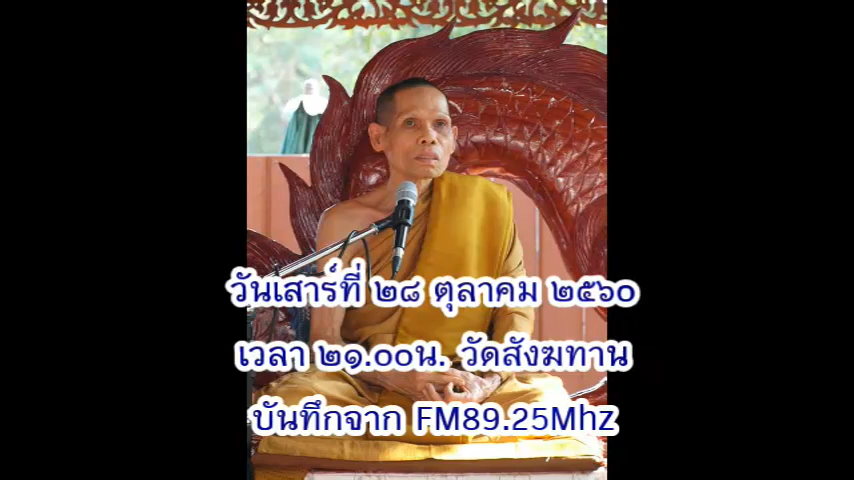 วันเสาร์ที่ ๒๘ ตุลาคม ๒๕๖๐
เวลา ๒๑.๐๐น. วัดสังฆทาน
บันทึกจาก FM89.25Mhz